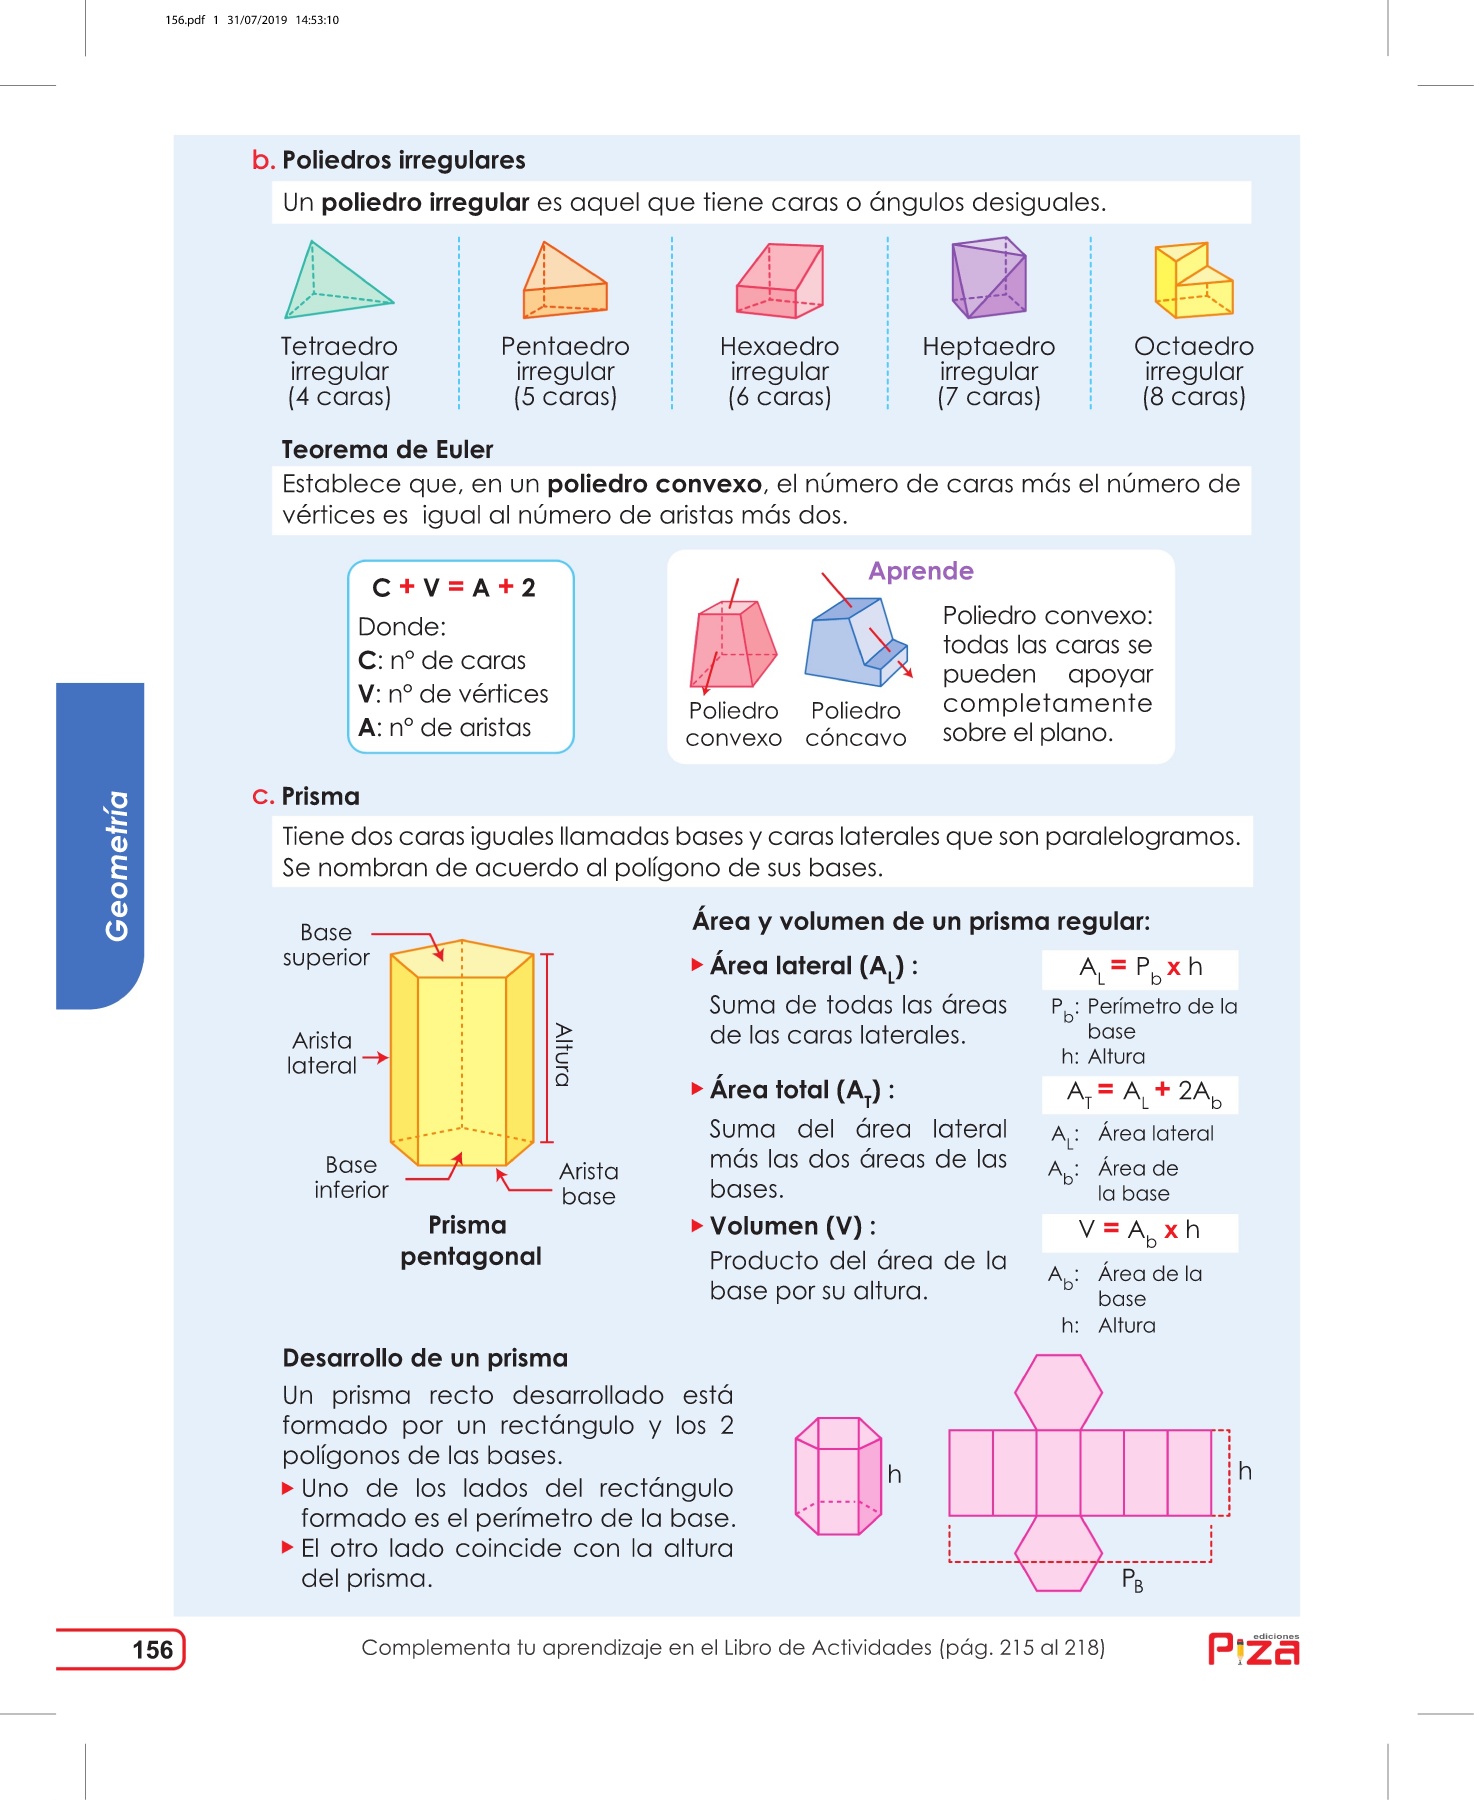 156.pdf 1 31/07/2019 14:53:10
b. Poliedros irregulares
Un poliedro irregular es aquel que tiene caras o ángulos desiguales.
Tetraedro
irregular
(4 caras)
Pentaedro
irregular
(5 caras)
Hexaedro
irregular
(6 caras)
Heptaedro
irregular
(7 caras)
Octaedro
irregular
(8 caras)
Teorema de Euler
Establece que, en un poliedro convexo, el número de caras más el número de
vértices es igual al número de aristas más dos.
C + V = A + 2
Donde:
C: nº de caras
V: nº de vértices
A: nº de aristas
Aprende
Poliedro
convexo
Poliedro
cóncavo
Poliedro convexo:
todas las caras se
pueden apoyar
completamente
sobre el plano.
Geometría
c. Prisma
Tiene dos caras iguales llamadas bases y caras laterales que son paralelogramos.
Se nombran de acuerdo al polígono de sus bases.
Base
superior
Arista
lateral
Altura
Base
inferior
Arista
base
Prisma
pentagonal
Área y volumen de un prisma regular:
Área lateral (A_L) :
Suma de todas las áreas
de las caras laterales.
A_L = P_b x h
P_b: Perímetro de la
base
h: Altura
Área total (A_T) :
Suma del área lateral
más las dos áreas de las
bases.
A_T = A_L + 2A_b
A_L: Área lateral
A_b: Área de
la base
Volumen (V) :
Producto del área de la
base por su altura.
V = A_b x h
A_b: Área de la
base
h: Altura
Desarrollo de un prisma
Un prisma recto desarrollado está
formado por un rectángulo y los 2
polígonos de las bases.
Uno de los lados del rectángulo
formado es el perímetro de la base.
El otro lado coincide con la altura
del prisma.
h
h
P_B
156
Complementa tu aprendizaje en el Libro de Actividades (pág. 215 al 218)
ediciones
Piza